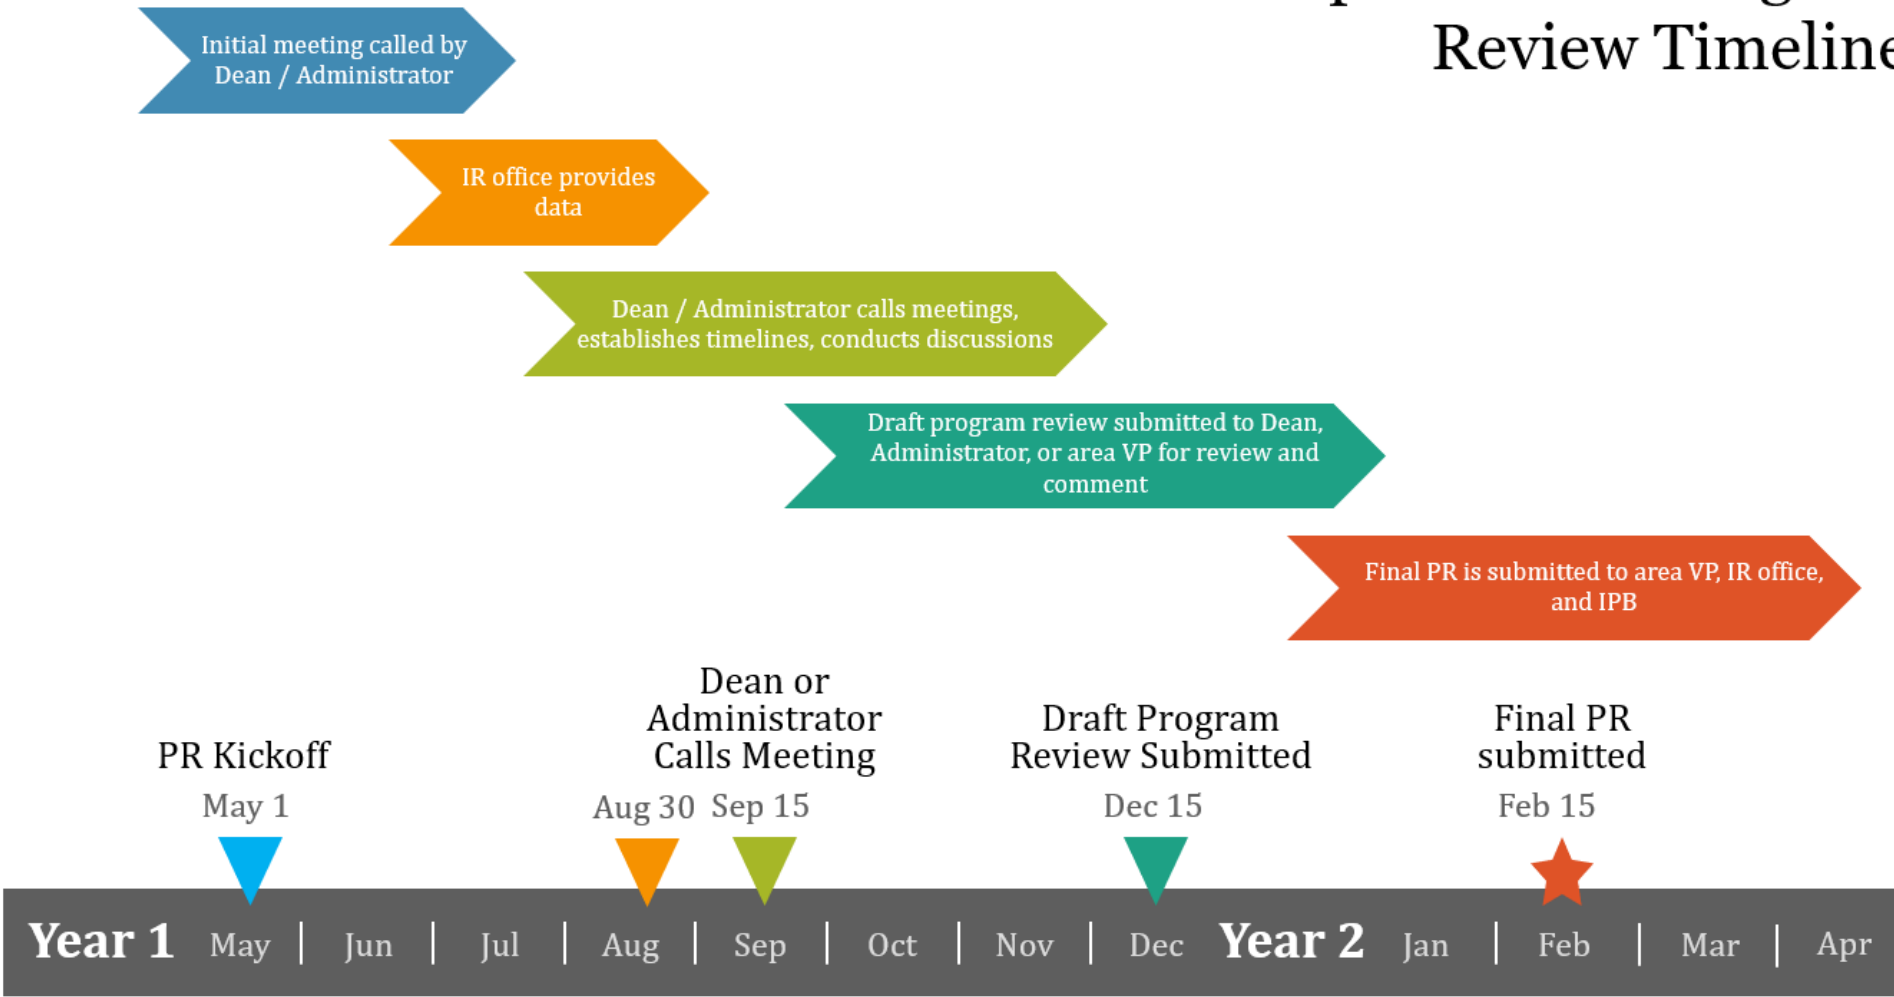 Review Timeline
Initial meeting called by
Dean / Administrator
IR office provides
data
Dean / Administrator calls meetings,
establishes timelines, conducts discussions
Draft program review submitted to Dean,
Administrator, or area VP for review and
comment
Final PR is submitted to area VP, IR office,
and IPB
PR Kickoff
May 1
Aug 30
Dean or
Administrator
Calls Meeting
Sep 15
Draft Program
Review Submitted
Dec 15
Final PR
submitted
Feb 15
Year 1 May | Jun | Jul | Aug | Sep | Oct | Nov | Dec Year 2 Jan | Feb | Mar | Apr